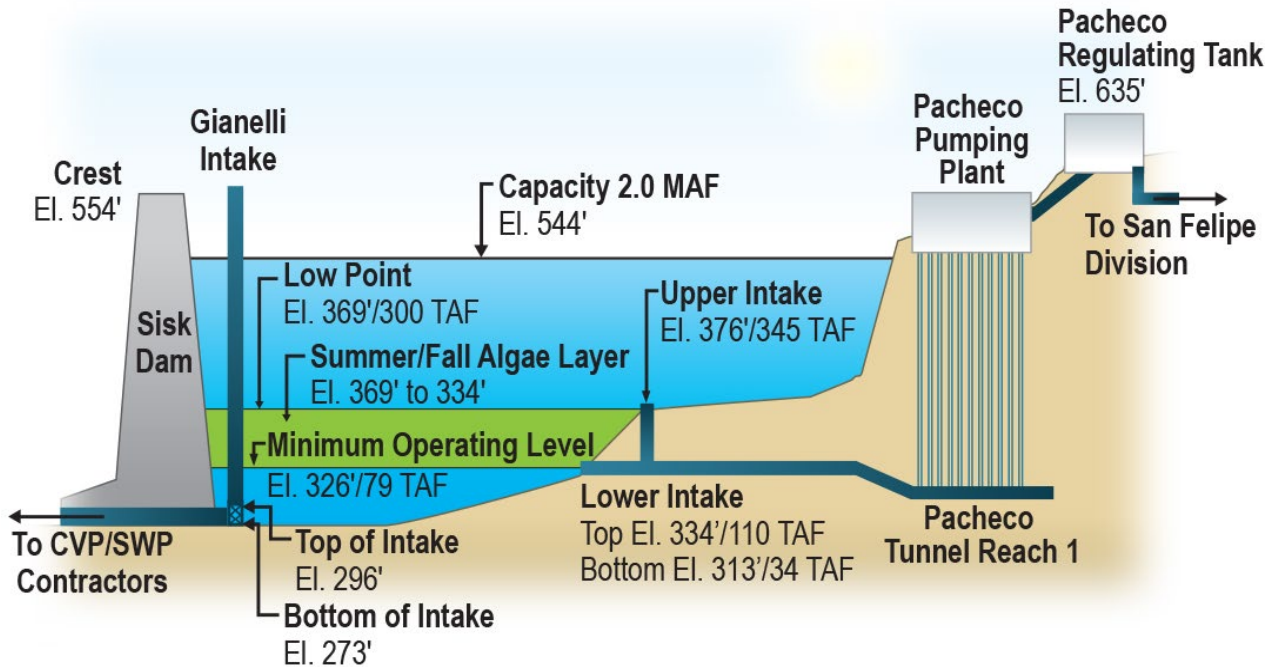 Pacheco
Regulating Tank
El. 635'
Pacheco
Pumping
Plant
Gianelli
Intake
Crest
El. 554'
Capacity 2.0 MAF
El. 544'
To San Felipe
Division
Low Point
El. 369'/300 TAF
Upper Intake
El. 376'/345 TAF
Sisk
Dam
Summer/Fall Algae Layer
El. 369' to 334'
Minimum Operating Level
El. 326'/79 TAF
Lower Intake
Top El. 334’/110 TAF
Bottom El. 313’/34 TAF
Pacheco
Tunnel Reach 1
To CVP/SWP
Contractors
Top of Intake
El. 296'
Bottom of Intake
El. 273'